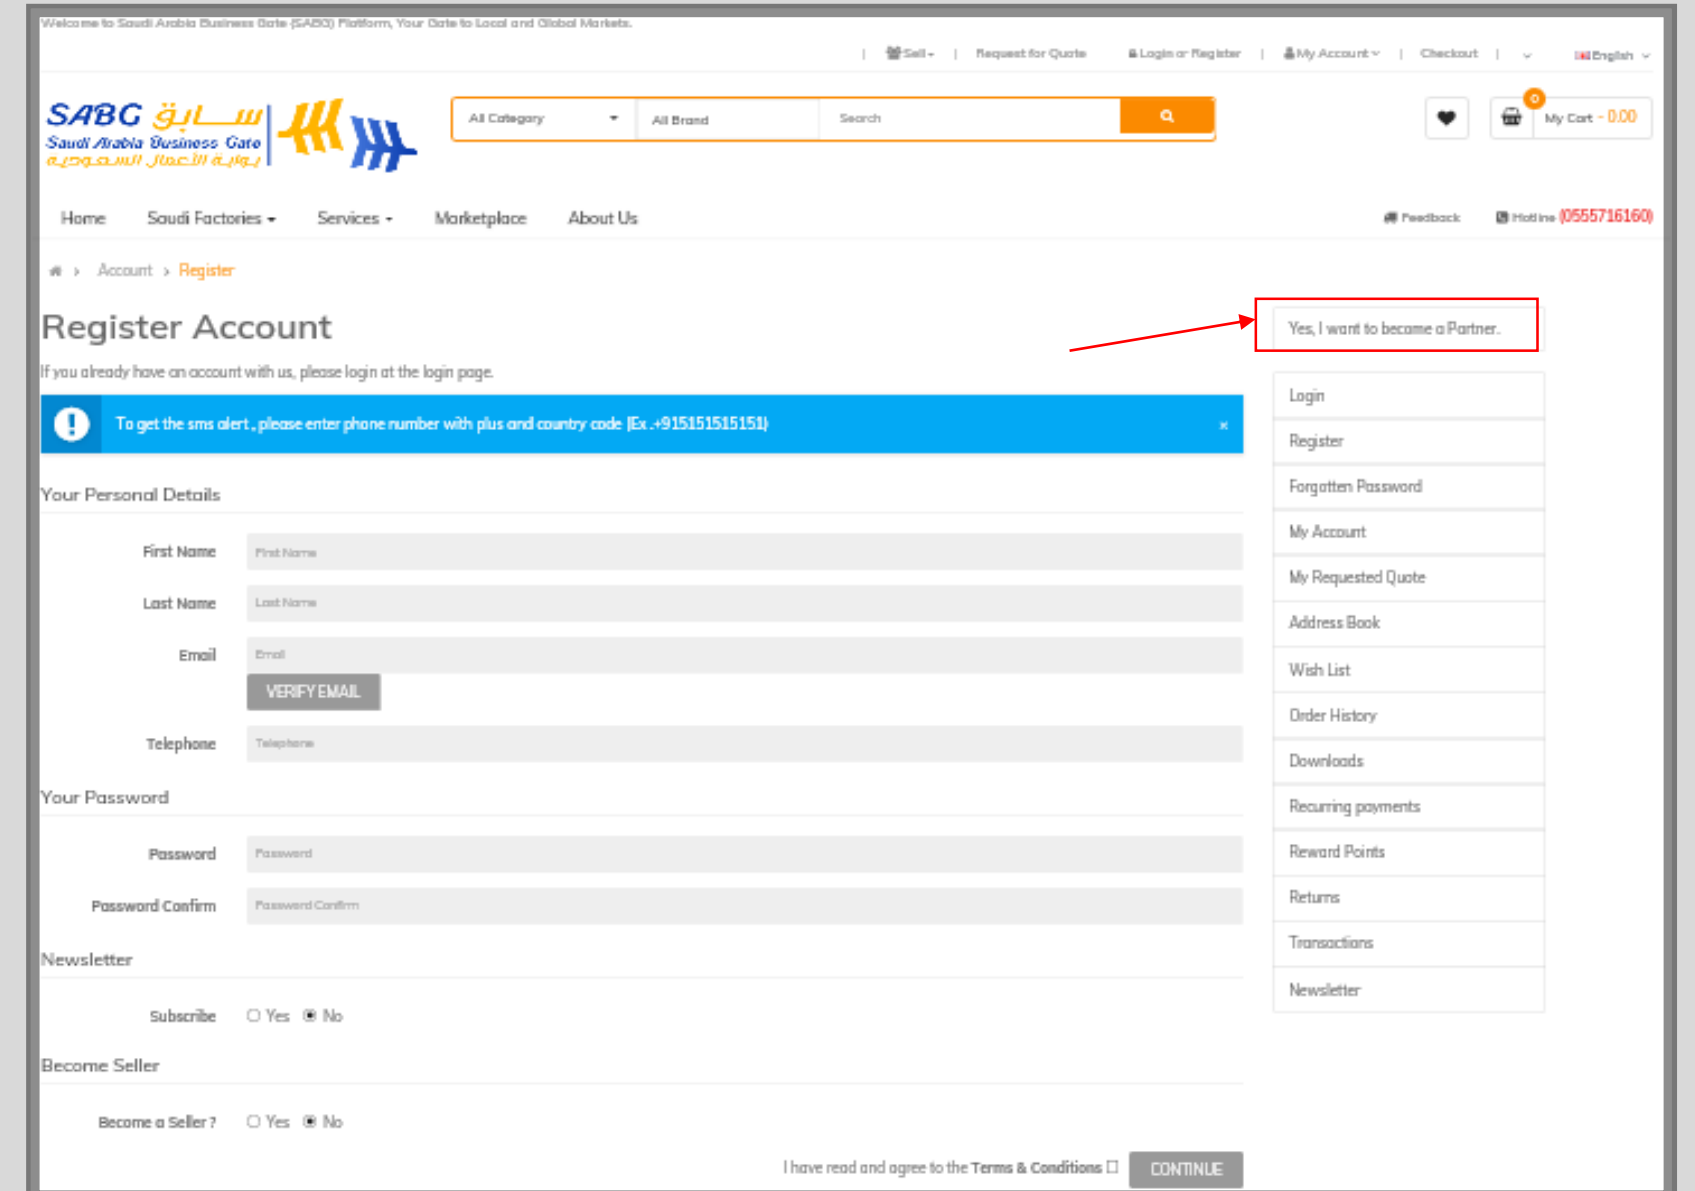 Welcome to Saudi Arabia Business Gate (SABG) Platform, Your Gate to Local and Global Markets.
| Sell | Request for Quote Login or Register | My Account | Checkout | English
SABG سابق
Saudi Arabia Business Gate
بوابة الأعمال السعودية
All Category All Brand Search
0
My Cart - 0.00
Home Saudi Factories Services Marketplace About Us
Feedback Hotline (0555716160)
> Account > Register
Register Account
Yes, I want to became a Partner.
If you already have an account with us, please login at the login page.
! To get the sms alert , please enter phone number with plus and country code (Ex .+915151515151) ×
Your Personal Details
First Name First Name
Last Name Last Name
Email Email
VERIFY EMAIL
Telephone Telephone
Your Password
Password Password
Password Confirm Password Confirm
Newsletter
Subscribe Yes No
Become Seller
Become a Seller ? Yes No
I have read and agree to the Terms & Conditions CONTINUE
Login
Register
Forgotten Password
My Account
My Requested Quote
Address Book
Wish List
Order History
Downloads
Recurring payments
Reward Points
Returns
Transactions
Newsletter